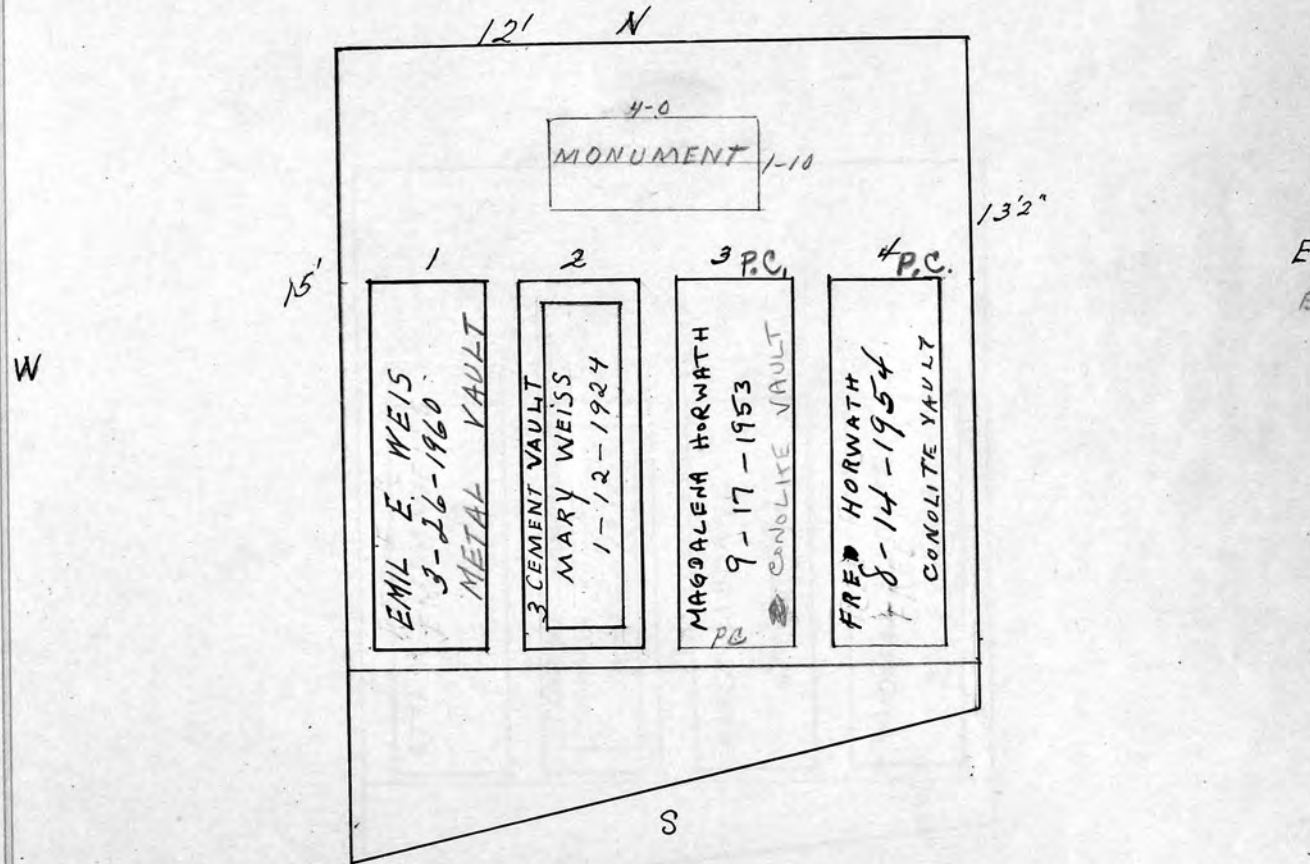 12' N
4-0
MONUMENT 1-10
13'2"
15'
W
E
1
2
3 P.C.
4 P.C.
EMIL E. WEIS
3-26-1960
METAL VAULT
3 CEMENT VAULT
MARY WEISS
1-12-1924
MAGDALENA HORWATH
9-17-1953
CONOLITE VAULT
PC
FRED HORWATH
8-14-1954
CONOLITE VAULT
S